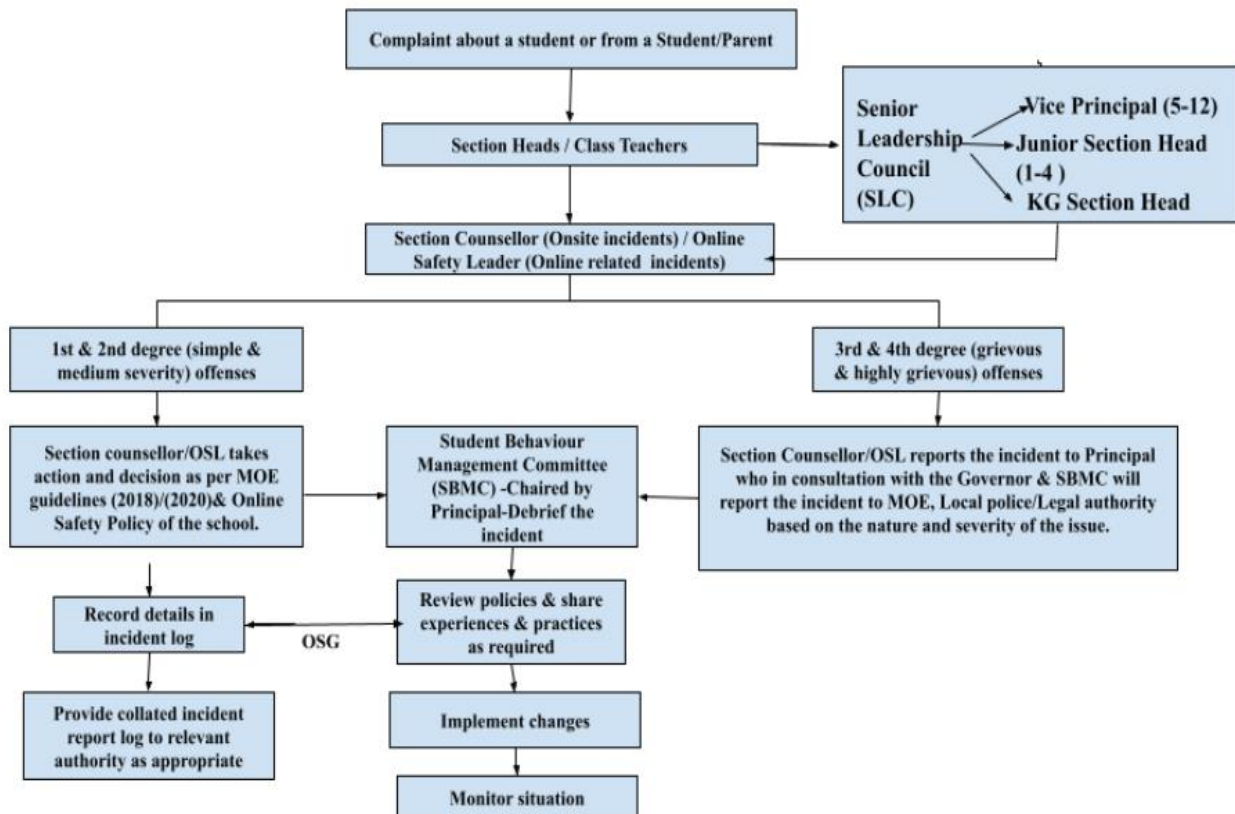 Complaint about a student or from a Student/Parent
Section Heads / Class Teachers
Senior
Leadership
Council
(SLC)
Vice Principal (5-12)
Junior Section Head
(1-4 )
KG Section Head
Section Counsellor (Onsite incidents) / Online
Safety Leader (Online related incidents)
1st & 2nd degree (simple &
medium severity) offenses
3rd & 4th degree (grievous
& highly grievous) offenses
Section counsellor/OSL takes
action and decision as per MOE
guidelines (2018)/(2020)& Online
Safety Policy of the school.
Student Behaviour
Management Committee
(SBMC) -Chaired by
Principal-Debrief the
incident
Section Counsellor/OSL reports the incident to Principal
who in consultation with the Governor & SBMC will
report the incident to MOE, Local police/Legal authority
based on the nature and severity of the issue.
Record details in
incident log
OSG
Review policies & share
experiences & practices
as required
Provide collated incident
report log to relevant
authority as appropriate
Implement changes
Monitor situation